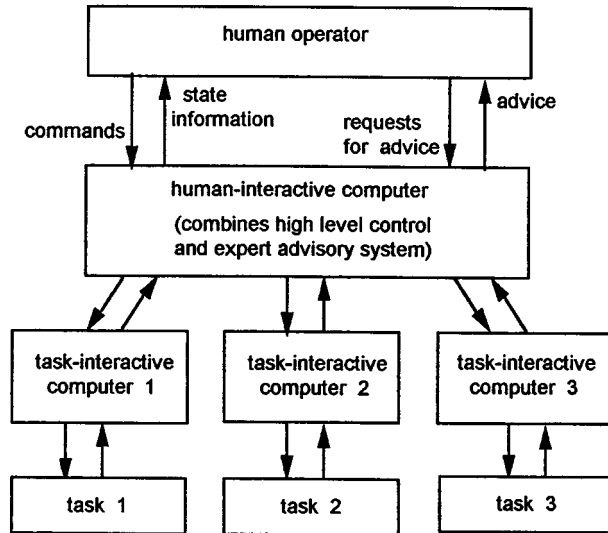 human operator
state
information
commands
requests
for advice
advice
human-interactive computer
(combines high level control
and expert advisory system)
task-interactive
computer 1
task-interactive
computer 2
task-interactive
computer 3
task 1
task 2
task 3